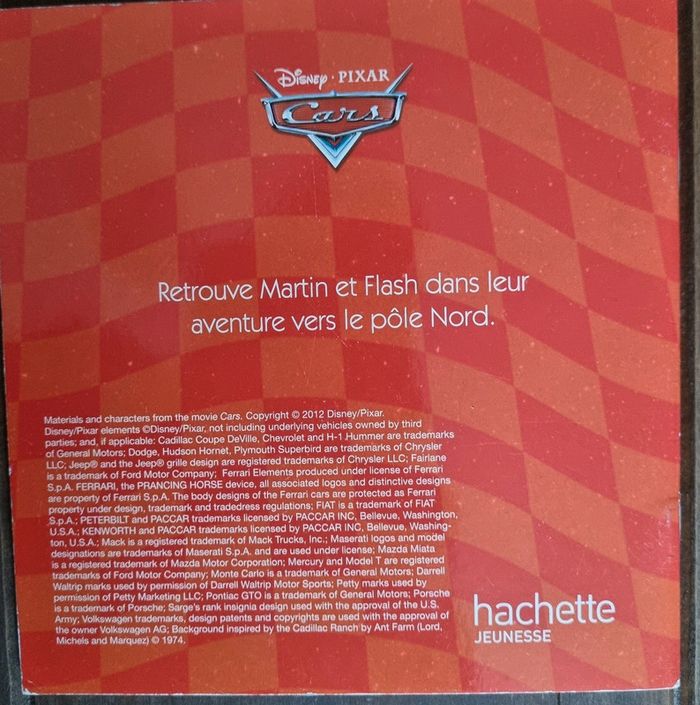 Disney · PIXAR
Cars
Retrouve Martin et Flash dans leur
aventure vers le pôle Nord.
Materials and characters from the movie Cars. Copyright © 2012 Disney/Pixar.
Disney/Pixar elements ©Disney/Pixar, not including underlying vehicles owned by third
parties; and, if applicable: Cadillac Coupe DeVille, Chevrolet and H-1 Hummer are trademarks
of General Motors; Dodge, Hudson Hornet, Plymouth Superbird are trademarks of Chrysler
LLC; Jeep® and the Jeep® grille design are registered trademarks of Chrysler LLC; Fairlane
is a trademark of Ford Motor Company; Ferrari Elements produced under license of Ferrari
S.p.A. FERRARI, the PRANCING HORSE device, all associated logos and distinctive designs
are property of Ferrari S.p.A. The body designs of the Ferrari cars are protected as Ferrari
property under design, trademark and tradedress regulations; FIAT is a trademark of FIAT
S.p.A.; PETERBILT and PACCAR trademarks licensed by PACCAR INC, Bellevue, Washington,
U.S.A.; KENWORTH and PACCAR trademarks licensed by PACCAR INC, Bellevue, Washing-
ton, U.S.A.; Mack is a registered trademark of Mack Trucks, Inc.; Maserati logos and model
designations are trademarks of Maserati S.p.A. and are used under license; Mazda Miata
is a registered trademark of Mazda Motor Corporation; Mercury and Model T are registered
trademarks of Ford Motor Company; Monte Carlo is a trademark of General Motors; Darrell
Waltrip marks used by permission of Darrell Waltrip Motor Sports; Petty marks used by
permission of Petty Marketing LLC; Pontiac GTO is a trademark of General Motors; Porsche
is a trademark of Porsche; Sarge's rank insignia design used with the approval of the U.S.
Army; Volkswagen trademarks, design patents and copyrights are used with the approval of
the owner Volkswagen AG; Background inspired by the Cadillac Ranch by Ant Farm (Lord,
Michels and Marquez) © 1974.
hachette
JEUNESSE